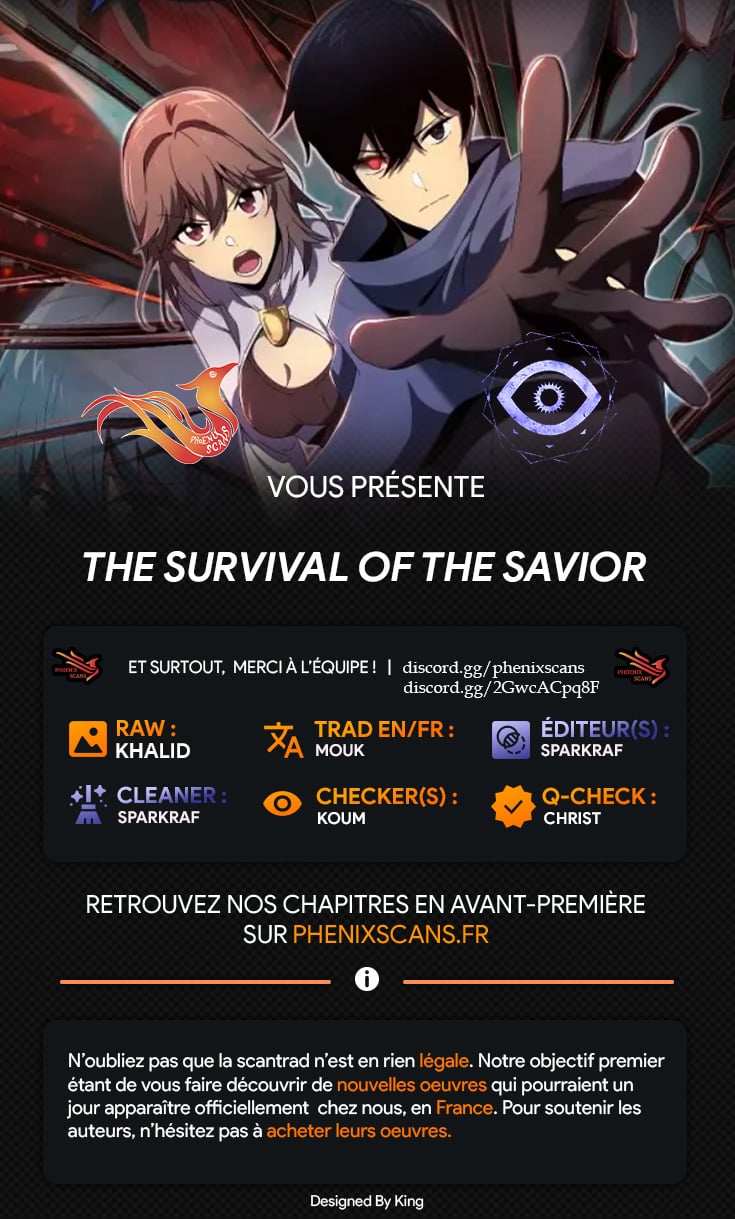 PHOENIX
SCANS
VOUS PRÉSENTE
THE SURVIVAL OF THE SAVIOR
PHOENIX
SCANS
ET SURTOUT, MERCI À L'ÉQUIPE ! | discord.gg/phenixscans
discord.gg/2GwcACpq8F
PHOENIX
SCANS
RAW :
KHALID
TRAD EN/FR :
MOUK
ÉDITEUR(S) :
SPARKRAF
CLEANER :
SPARKRAF
CHECKER(S) :
KOUM
Q-CHECK :
CHRIST
RETROUVEZ NOS CHAPITRES EN AVANT-PREMIÈRE
SUR PHENIXSCANS.FR
N'oubliez pas que la scantrad n'est en rien légale. Notre objectif premier
étant de vous faire découvrir de nouvelles oeuvres qui pourraient un
jour apparaître officiellement chez nous, en France. Pour soutenir les
auteurs, n'hésitez pas à acheter leurs oeuvres.
Designed By King